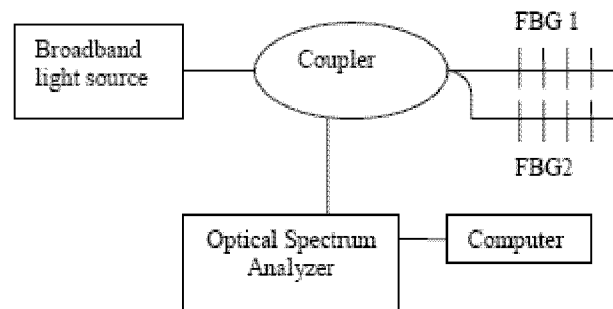 FBG 1
Broadband
light source
Coupler
FBG2
Optical Spectrum
Analyzer
Computer